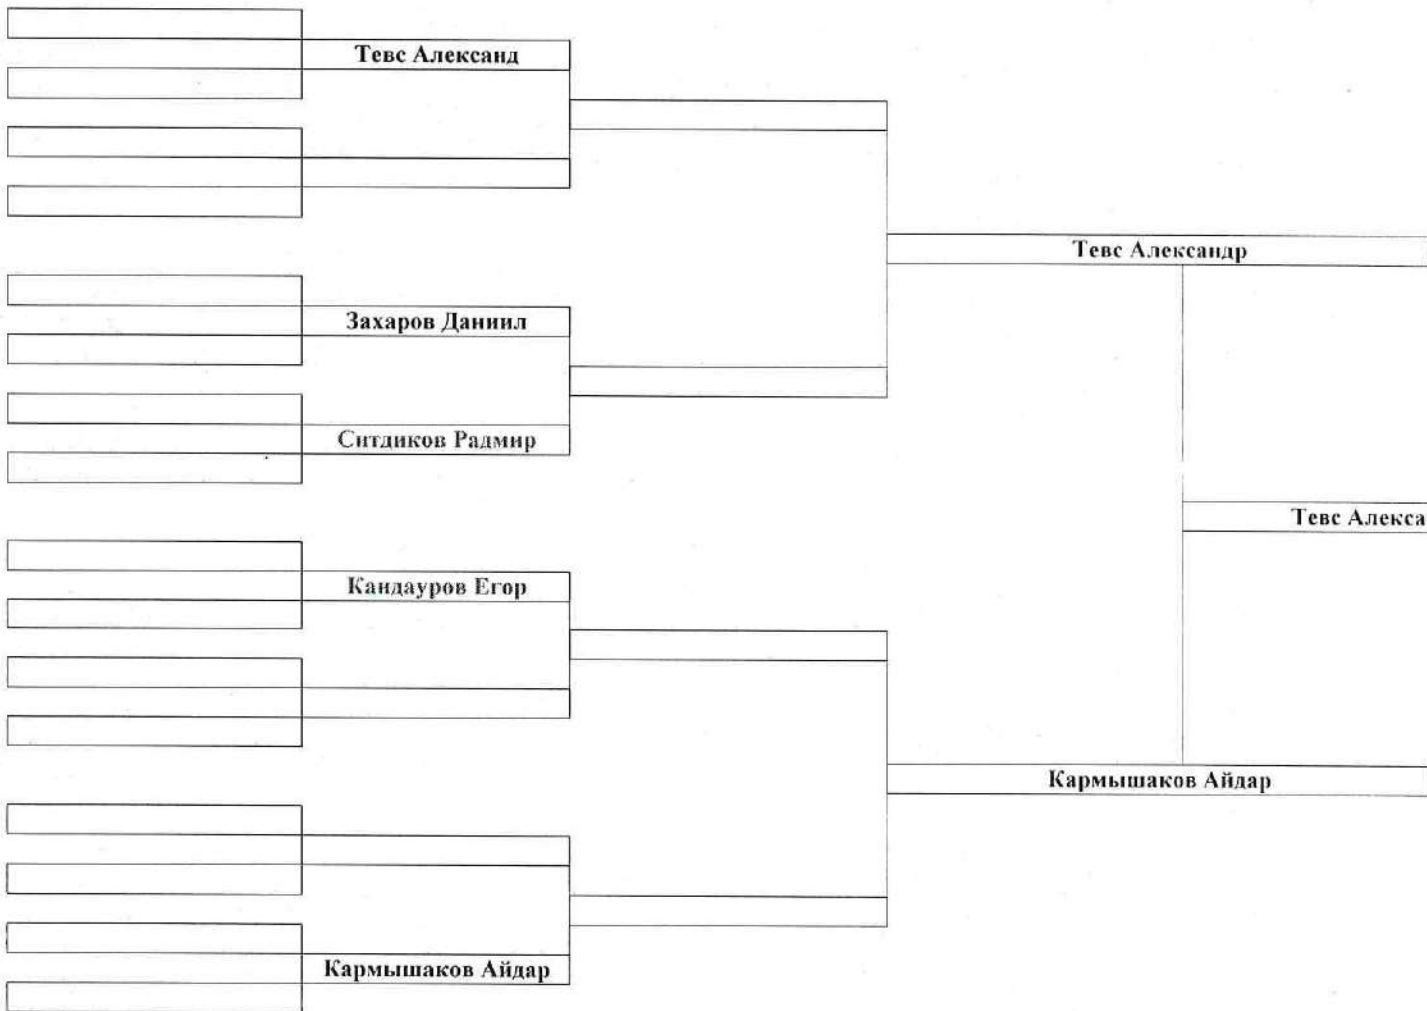 Тевс Александ
Тевс Александр
Захаров Даниил
Ситдиков Радмир
Тевс Алекса
Кандауров Егор
Кармышаков Айдар
Кармышаков Айдар